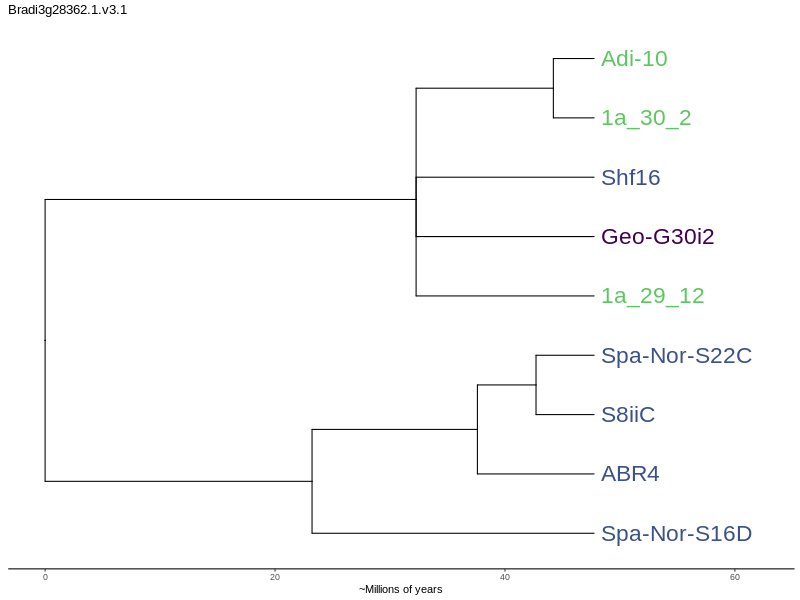 Bradi3g28362.1.v3.1
Adi-10
1a_30_2
Shf16
Geo-G30i2
1a_29_12
Spa-Nor-S22C
S8iiC
ABR4
Spa-Nor-S16D
0 20 40 60
~Millions of years